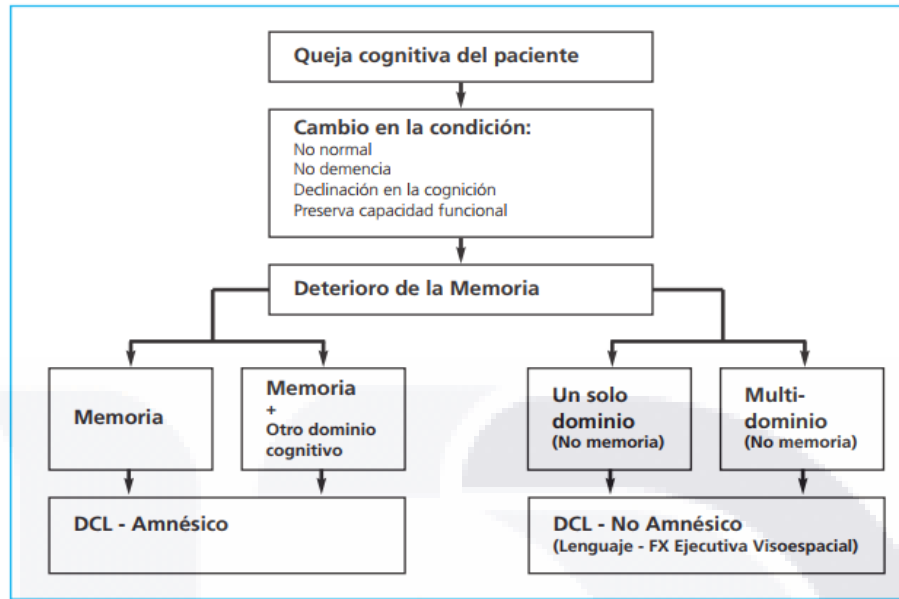 Queja cognitiva del paciente
Cambio en la condición:
No normal
No demencia
Declinación en la cognición
Preserva capacidad funcional
Deterioro de la Memoria
Memoria
Memoria
+
Otro dominio
cognitivo
Un solo
dominio
(No memoria)
Multi-
dominio
(No memoria)
DCL - Amnésico
DCL - No Amnésico
(Lenguaje - FX Ejecutiva Visoespacial)